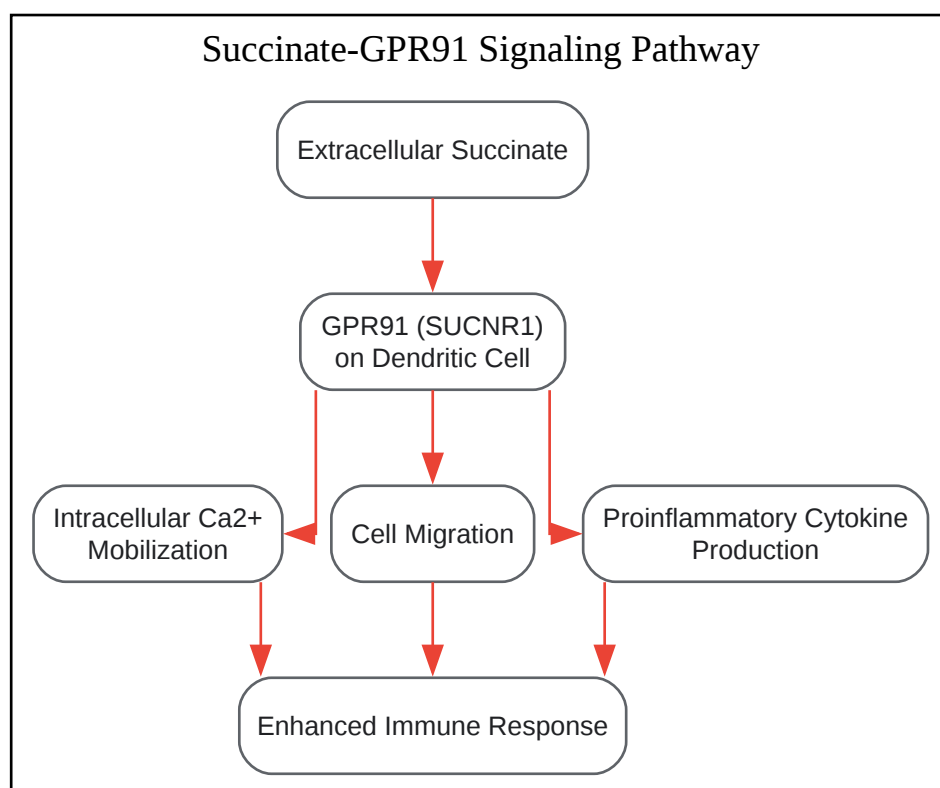 Succinate-GPR91 Signaling Pathway
Extracellular Succinate
GPR91 (SUCNR1)
on Dendritic Cell
Intracellular Ca2+
Mobilization
Cell Migration
Proinflammatory Cytokine
Production
Enhanced Immune Response